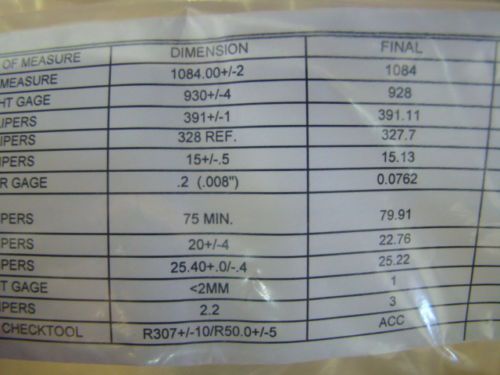 OF MEASURE DIMENSION FINAL
MEASURE 1084.00+/-2 1084
HT GAGE 930+/-4 928
LIPERS 391+/-1 391.11
IPERS 328 REF. 327.7
IPERS 15+/-.5 15.13
R GAGE .2 (.008") 0.0762
PERS 75 MIN. 79.91
PERS 20+/-4 22.76
PERS 25.40+.0/-.4 25.22
T GAGE <2MM 1
PERS 2.2 3
CHECKTOOL R307+/-10/R50.0+/-5 ACC